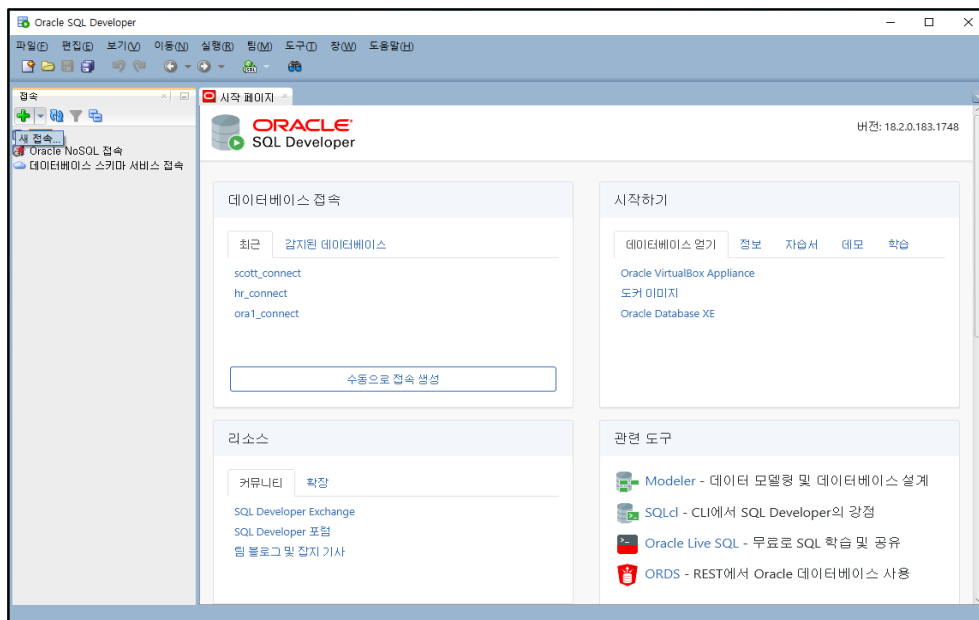 Oracle SQL Developer
파일(F) 편집(E) 보기(V) 이동(N) 실행(R) 팀(M) 도구(T) 창(W) 도움말(H)
접속
시작 페이지
새 접속...
Oracle NoSQL 접속
데이터베이스 스키마 서비스 접속
ORACLE
SQL Developer
버전: 18.2.0.183.1748
데이터베이스 접속
최근 감지된 데이터베이스
scott_connect
hr_connect
ora1_connect
수동으로 접속 생성
시작하기
데이터베이스 얻기 정보 자습서 데모 학습
Oracle VirtualBox Appliance
도커 이미지
Oracle Database XE
리소스
커뮤니티 확장
SQL Developer Exchange
SQL Developer 포럼
팀 블로그 및 잡지 기사
관련 도구
Modeler - 데이터 모델링 및 데이터베이스 설계
SQLcl - CLI에서 SQL Developer의 강점
Oracle Live SQL - 무료로 SQL 학습 및 공유
ORDS - REST에서 Oracle 데이터베이스 사용